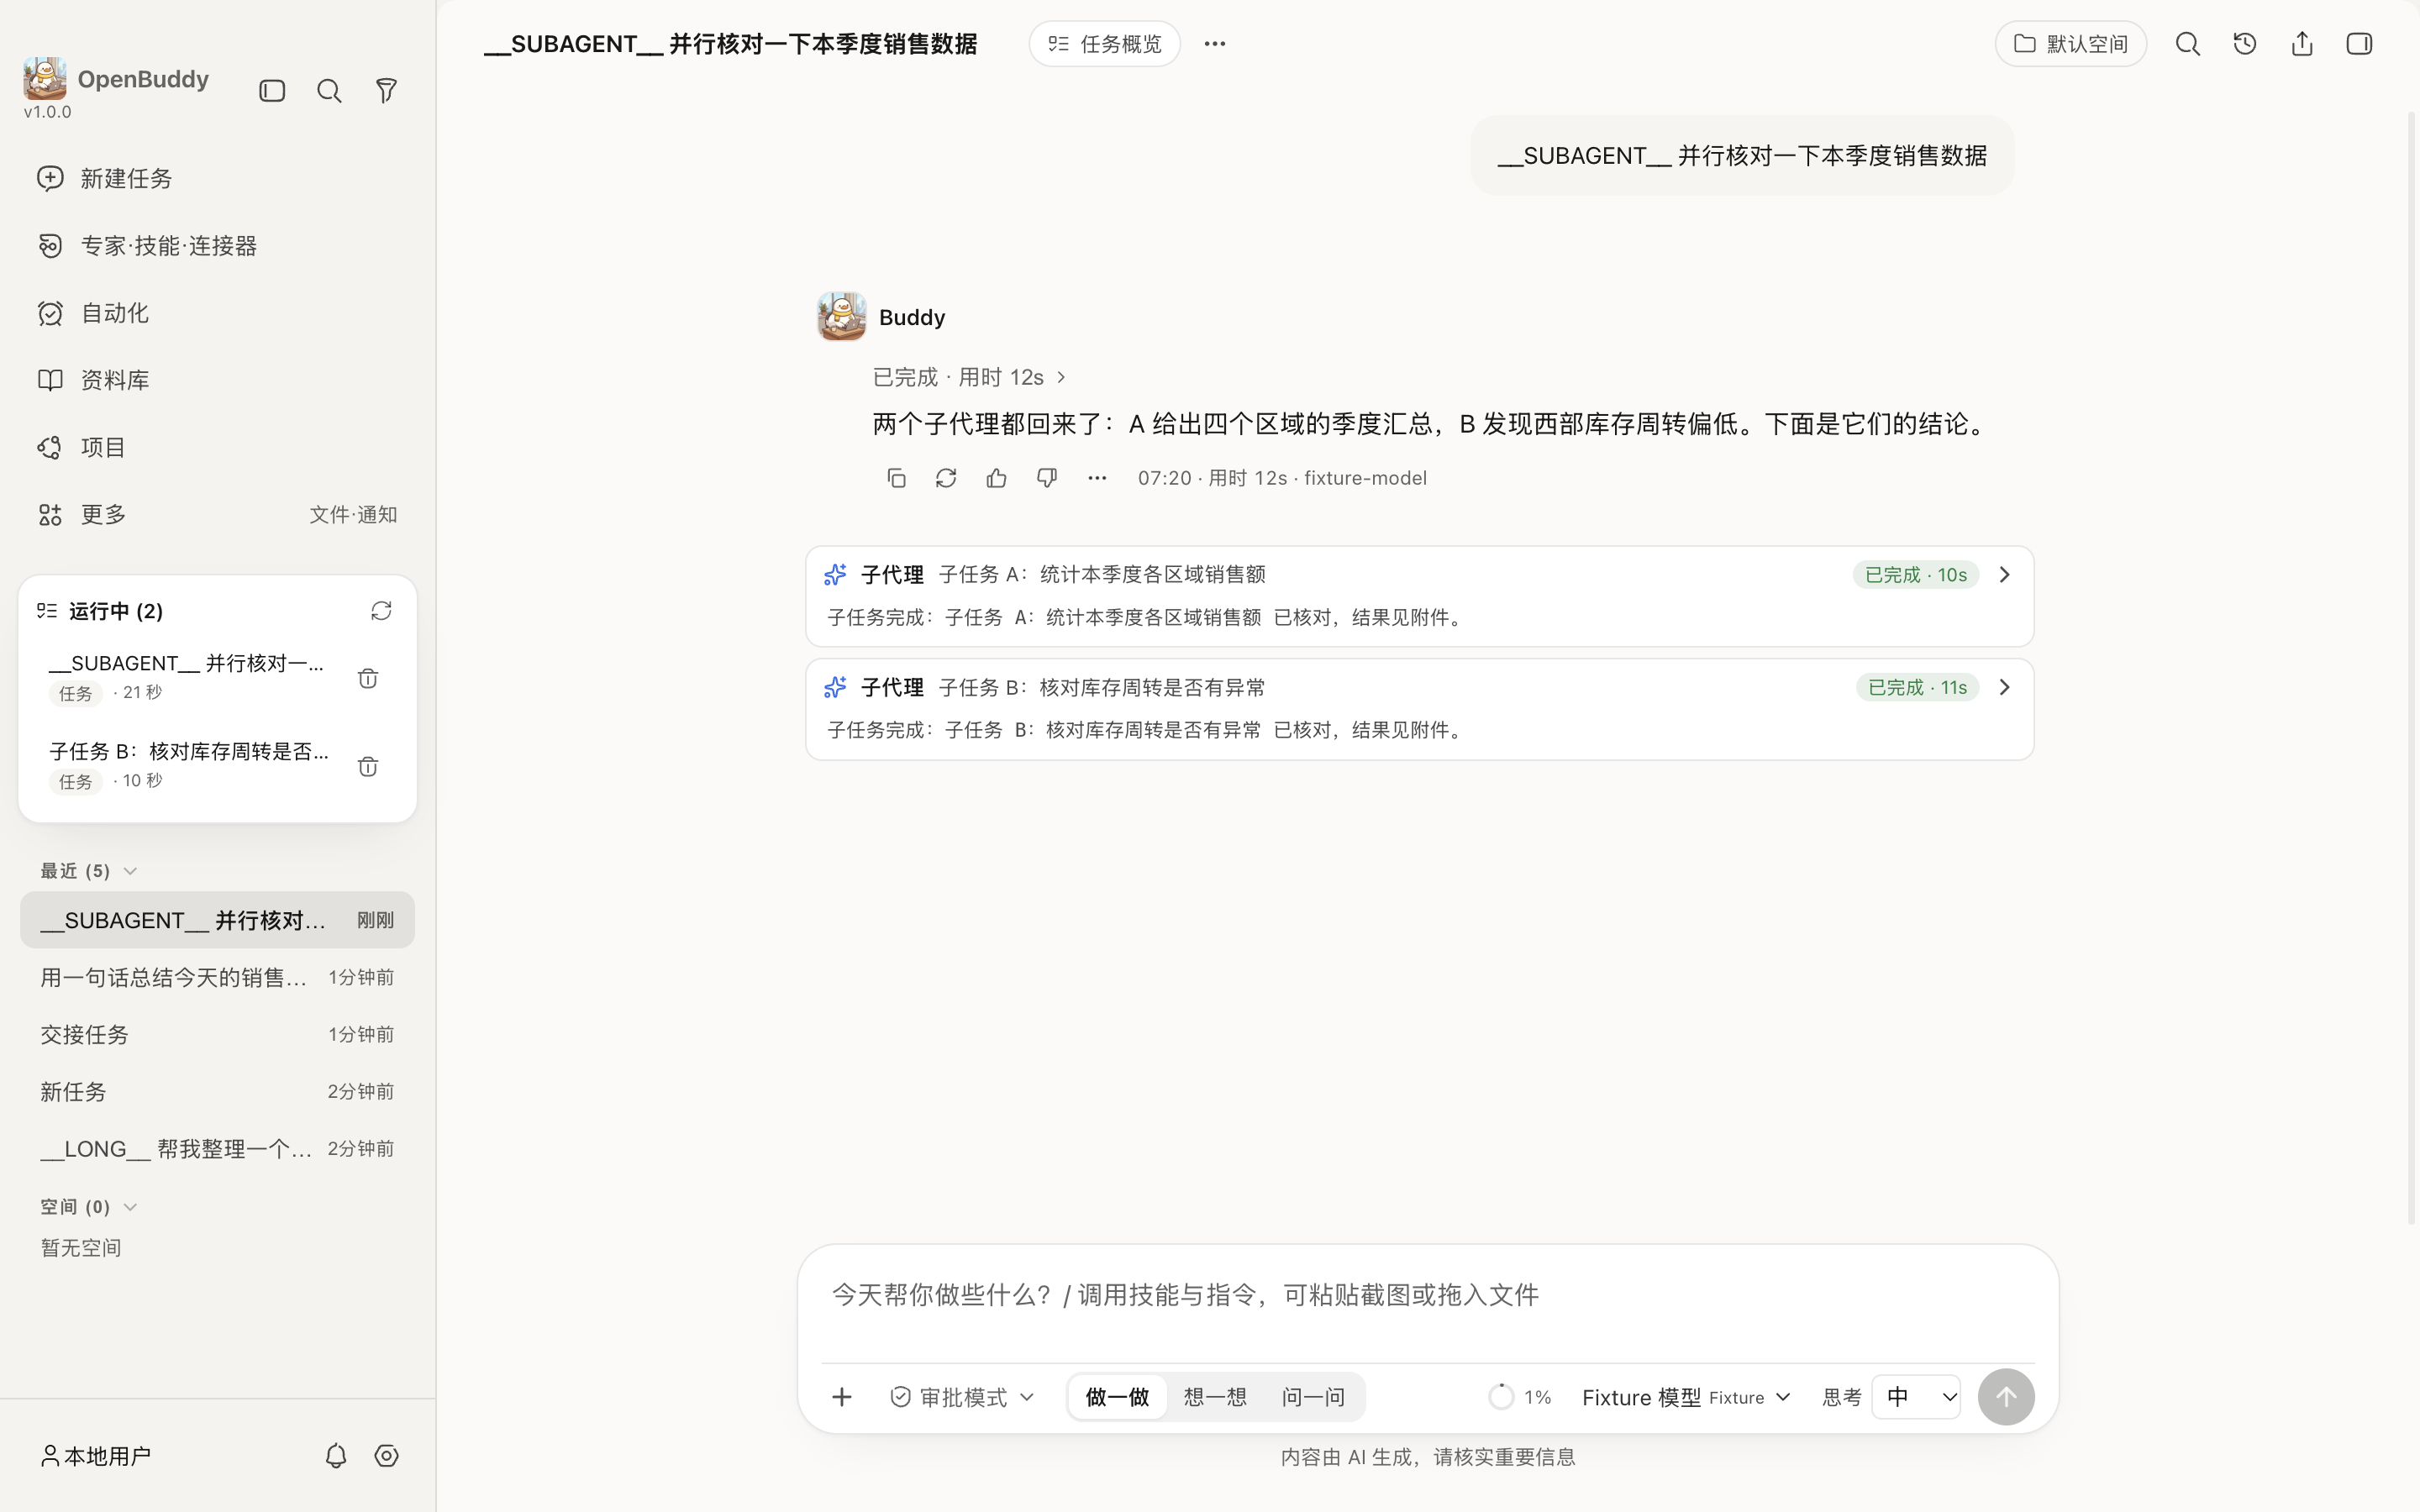 OpenBuddy
v1.0.0
新建任务
专家·技能·连接器
自动化
资料库
项目
更多
文件·通知
运行中 (2)
__SUBAGENT__ 并行核对一...
任务 · 21 秒
子任务 B：核对库存周转是否...
任务 · 10 秒
最近 (5)
__SUBAGENT__ 并行核对... 刚刚
用一句话总结今天的销售... 1分钟前
交接任务 1分钟前
新任务 2分钟前
__LONG__ 帮我整理一个... 2分钟前
空间 (0)
暂无空间
本地用户
__SUBAGENT__ 并行核对一下本季度销售数据
任务概览
默认空间
__SUBAGENT__ 并行核对一下本季度销售数据
Buddy
已完成 · 用时 12s
两个子代理都回来了：A 给出四个区域的季度汇总，B 发现西部库存周转偏低。下面是它们的结论。
07:20 · 用时 12s · fixture-model
子代理 子任务 A：统计本季度各区域销售额 已完成 · 10s
子任务完成：子任务 A：统计本季度各区域销售额 已核对，结果见附件。
子代理 子任务 B：核对库存周转是否有异常 已完成 · 11s
子任务完成：子任务 B：核对库存周转是否有异常 已核对，结果见附件。
今天帮你做些什么？/ 调用技能与指令，可粘贴截图或拖入文件
审批模式 做一做 想一想 问一问 1% Fixture 模型 Fixture 思考 中
内容由 AI 生成，请核实重要信息